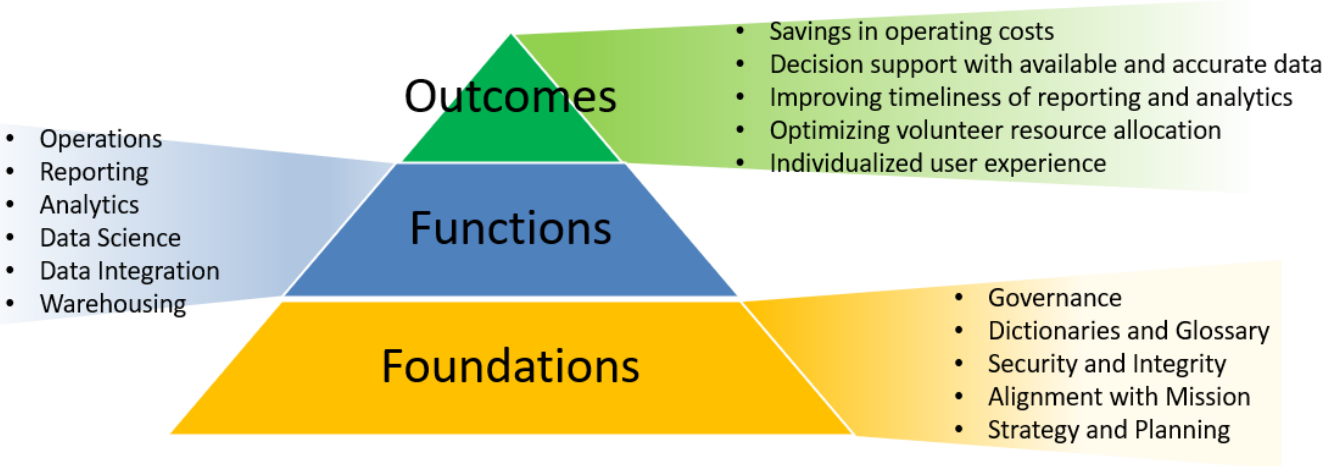 Outcomes
• Savings in operating costs
• Decision support with available and accurate data
• Improving timeliness of reporting and analytics
• Optimizing volunteer resource allocation
• Individualized user experience
• Operations
• Reporting
• Analytics
• Data Science
• Data Integration
• Warehousing
Functions
Foundations
• Governance
• Dictionaries and Glossary
• Security and Integrity
• Alignment with Mission
• Strategy and Planning